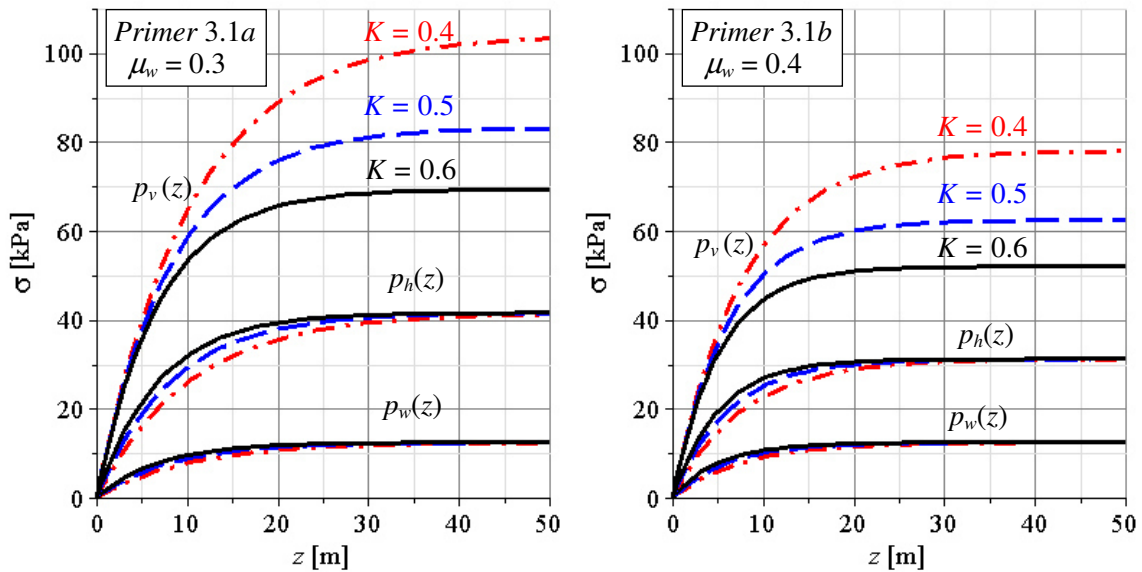 Primer 3.1a
μw = 0.3
K = 0.4
K = 0.5
K = 0.6
pv(z)
ph(z)
pw(z)
σ [kPa]
100
80
60
40
20
0
0 10 20 30 40 50
z [m]
Primer 3.1b
μw = 0.4
K = 0.4
K = 0.5
K = 0.6
pv(z)
ph(z)
pw(z)
σ [kPa]
100
80
60
40
20
0
0 10 20 30 40 50
z [m]